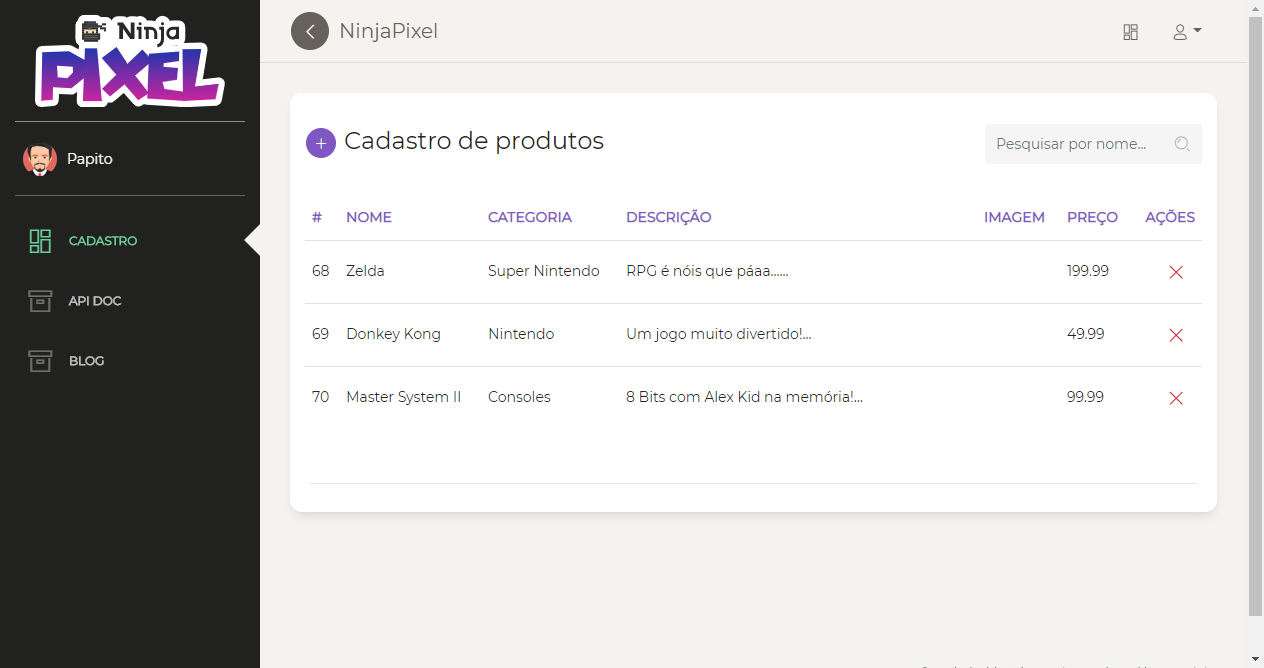 Ninja
PIXEL
NinjaPixel
Papito
CADASTRO
API DOC
BLOG
Cadastro de produtos
Pesquisar por nome...
# NOME CATEGORIA DESCRIÇÃO IMAGEM PREÇO AÇÕES
68 Zelda Super Nintendo RPG é nóis que páaa...... 199.99
69 Donkey Kong Nintendo Um jogo muito divertido!... 49.99
70 Master System II Consoles 8 Bits com Alex Kid na memória!... 99.99